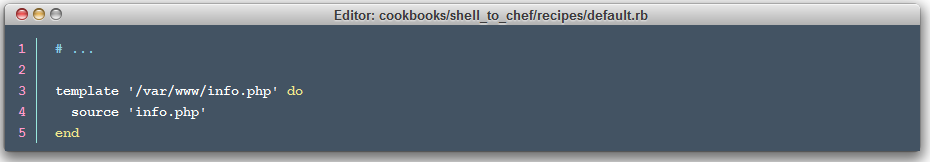 Editor: cookbooks/shell_to_chef/recipes/default.rb
1 # ...
2
3 template '/var/www/info.php' do
4   source 'info.php'
5 end